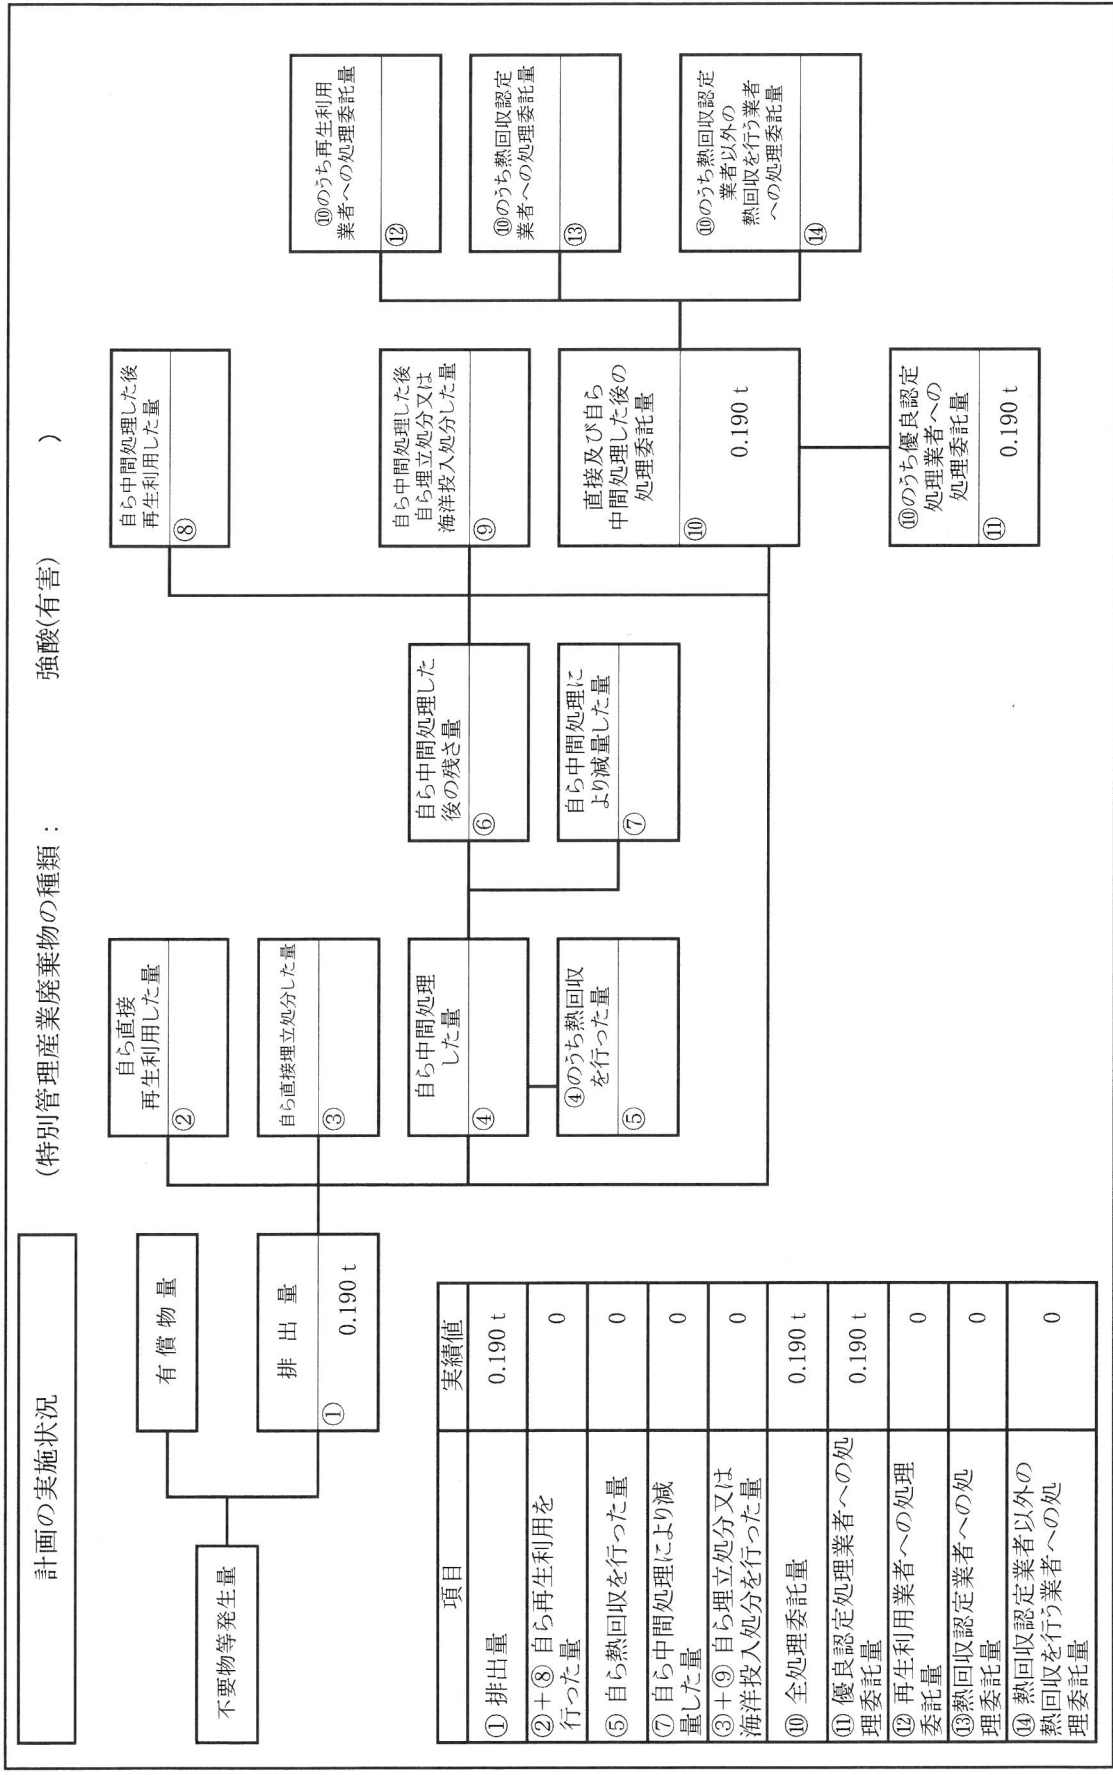 計画の実施状況
(特別管理産業廃棄物の種類： 強酸(有害) )
不要物等発生量
有 償 物 量
排 出 量
① 0.190 t
自ら直接
再生利用した量
②
自ら直接埋立処分した量
③
自ら中間処理
した量
④
④のうち熱回収
を行った量
⑤
自ら中間処理した
後の残さ量
⑥
自ら中間処理に
より減量した量
⑦
自ら中間処理した後
再生利用した量
⑧
自ら中間処理した後
自ら埋立処分又は
海洋投入処分した量
⑨
直接及び自ら
中間処理した後の
処理委託量
⑩ 0.190 t
⑩のうち優良認定
処理業者への
処理委託量
⑪ 0.190 t
⑩のうち再生利用
業者への処理委託量
⑫
⑩のうち熱回収認定
業者への処理委託量
⑬
⑩のうち熱回収認定
業者以外の
熱回収を行う業者
への処理委託量
⑭
項目 実績値
① 排出量 0.190 t
②＋⑧ 自ら再生利用を
行った量 0
⑤ 自ら熱回収を行った量 0
⑦ 自ら中間処理により減
量した量 0
③＋⑨ 自ら埋立処分又は
海洋投入処分を行った量 0
⑩ 全処理委託量 0.190 t
⑪ 優良認定処理業者への処
理委託量 0.190 t
⑫ 再生利用業者への処理
委託量 0
⑬熱回収認定業者への処
理委託量 0
⑭ 熱回収認定業者以外の
熱回収を行う業者への処
理委託量 0